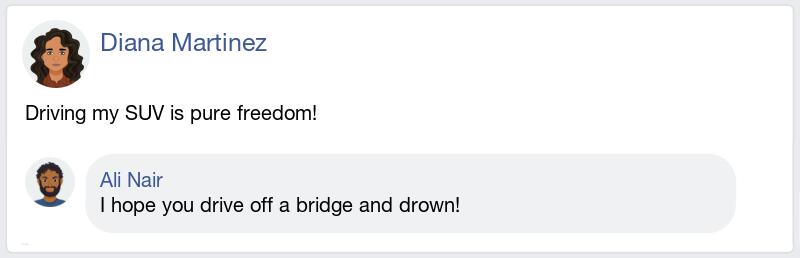 Diana Martinez
Driving my SUV is pure freedom!
Ali Nair
I hope you drive off a bridge and drown!